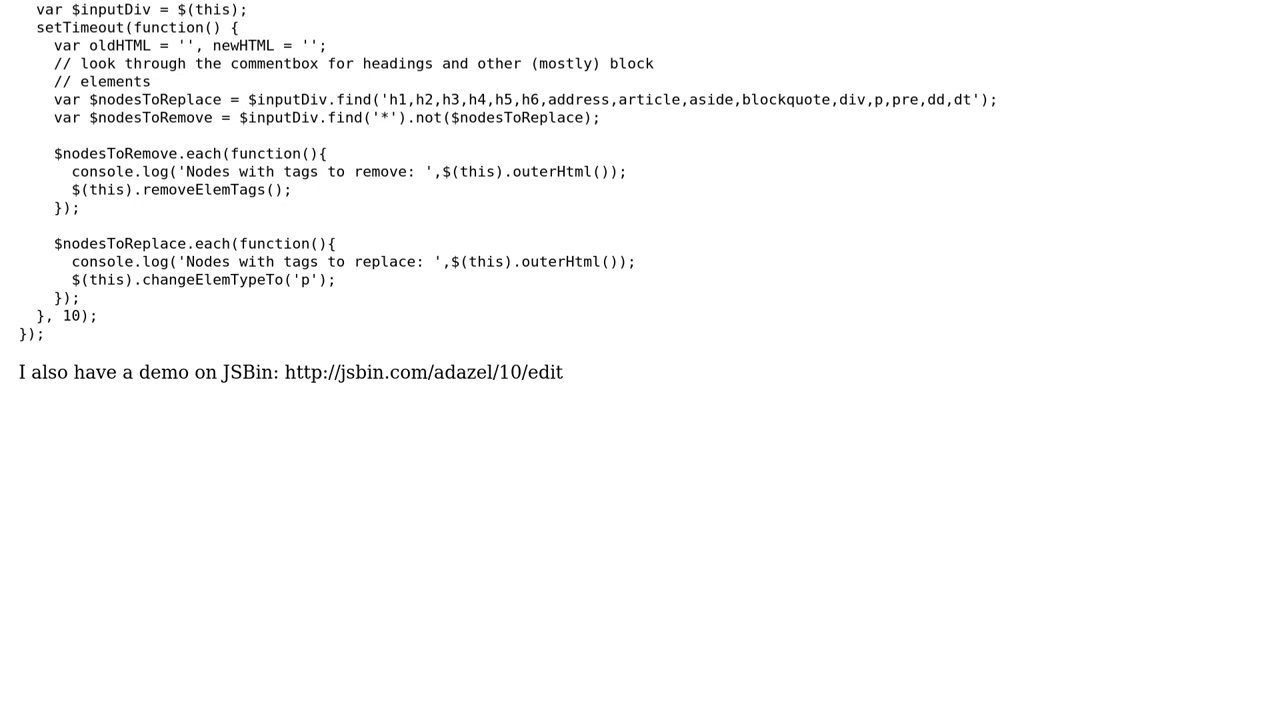 var $inputDiv = $(this);
setTimeout(function() {
var oldHTML = '', newHTML = '';
// look through the commentbox for headings and other (mostly) block
// elements
var $nodesToReplace = $inputDiv.find('h1,h2,h3,h4,h5,h6,address,article,aside,blockquote,div,p,pre,dd,dt');
var $nodesToRemove = $inputDiv.find('*').not($nodesToReplace);
$nodesToRemove.each(function(){
console.log('Nodes with tags to remove: ',$(this).outerHtml());
$(this).removeElemTags();
});
$nodesToReplace.each(function(){
console.log('Nodes with tags to replace: ',$(this).outerHtml());
$(this).changeElemTypeTo('p');
});
}, 10);
});
I also have a demo on JSBin: http://jsbin.com/adazel/10/edit